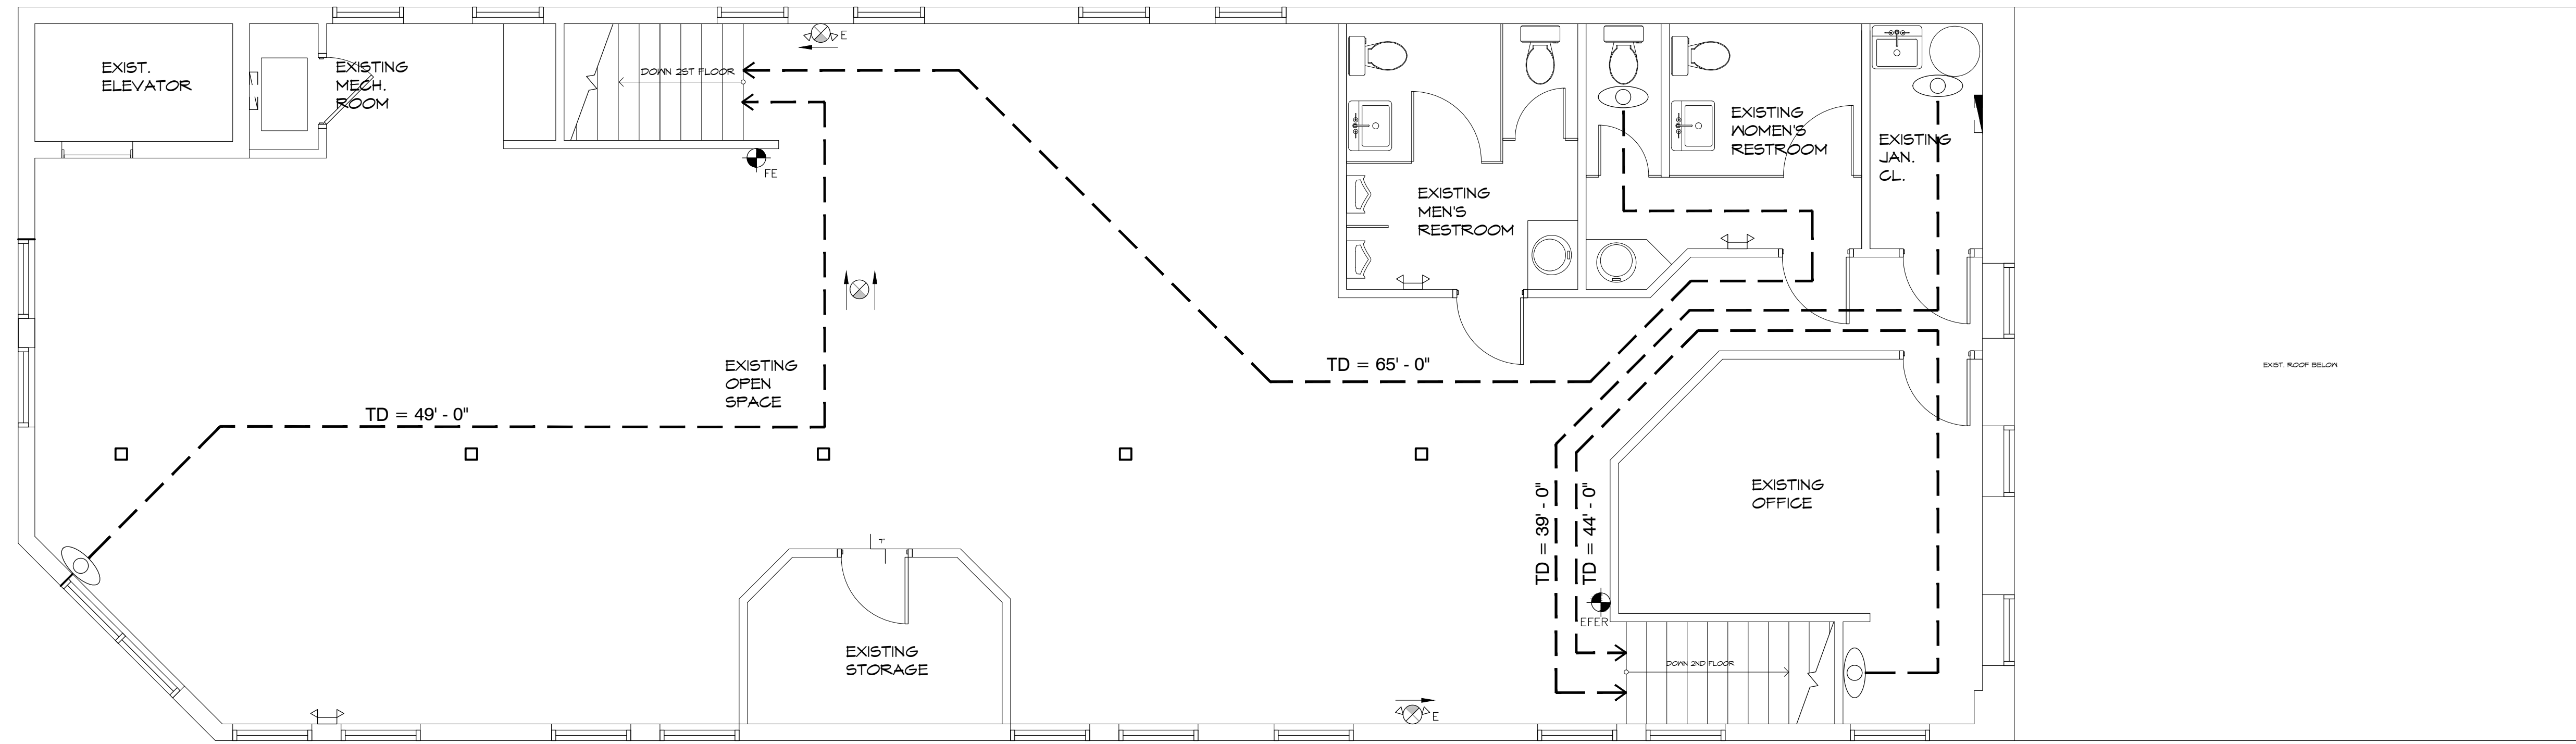 EXIST.
ELEVATOR
EXISTING
MECH.
ROOM
DOWN 2ST FLOOR
E
FE
EXISTING
MEN'S
RESTROOM
EXISTING
WOMEN'S
RESTROOM
EXISTING
JAN.
CL.
EXISTING
OPEN
SPACE
TD = 49' - 0"
TD = 65' - 0"
EXIST. ROOF BELOW
TD = 39' - 0"
TD = 44' - 0"
EXISTING
OFFICE
EFER
DOWN 2ND FLOOR
EXISTING
STORAGE
E